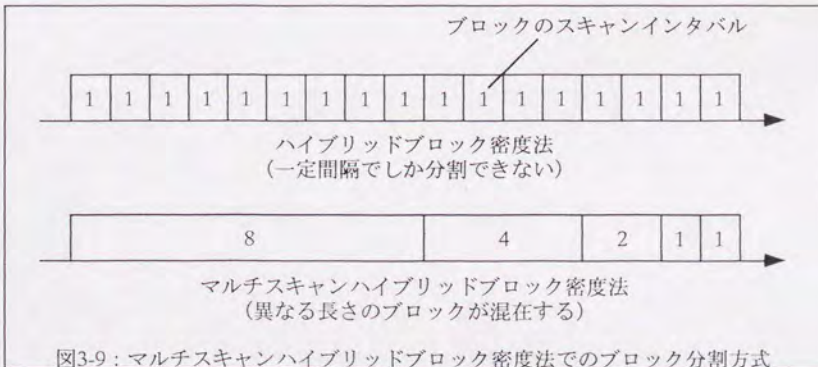 ブロックのスキャンインタバル
1 1 1 1 1 1 1 1 1 1 1 1 1 1 1 1 1
ハイブリッドブロック密度法
(一定間隔でしか分割できない)
8 4 2 1 1
マルチスキャンハイブリッドブロック密度法
(異なる長さのブロックが混在する)
図3-9：マルチスキャンハイブリッドブロック密度法でのブロック分割方式